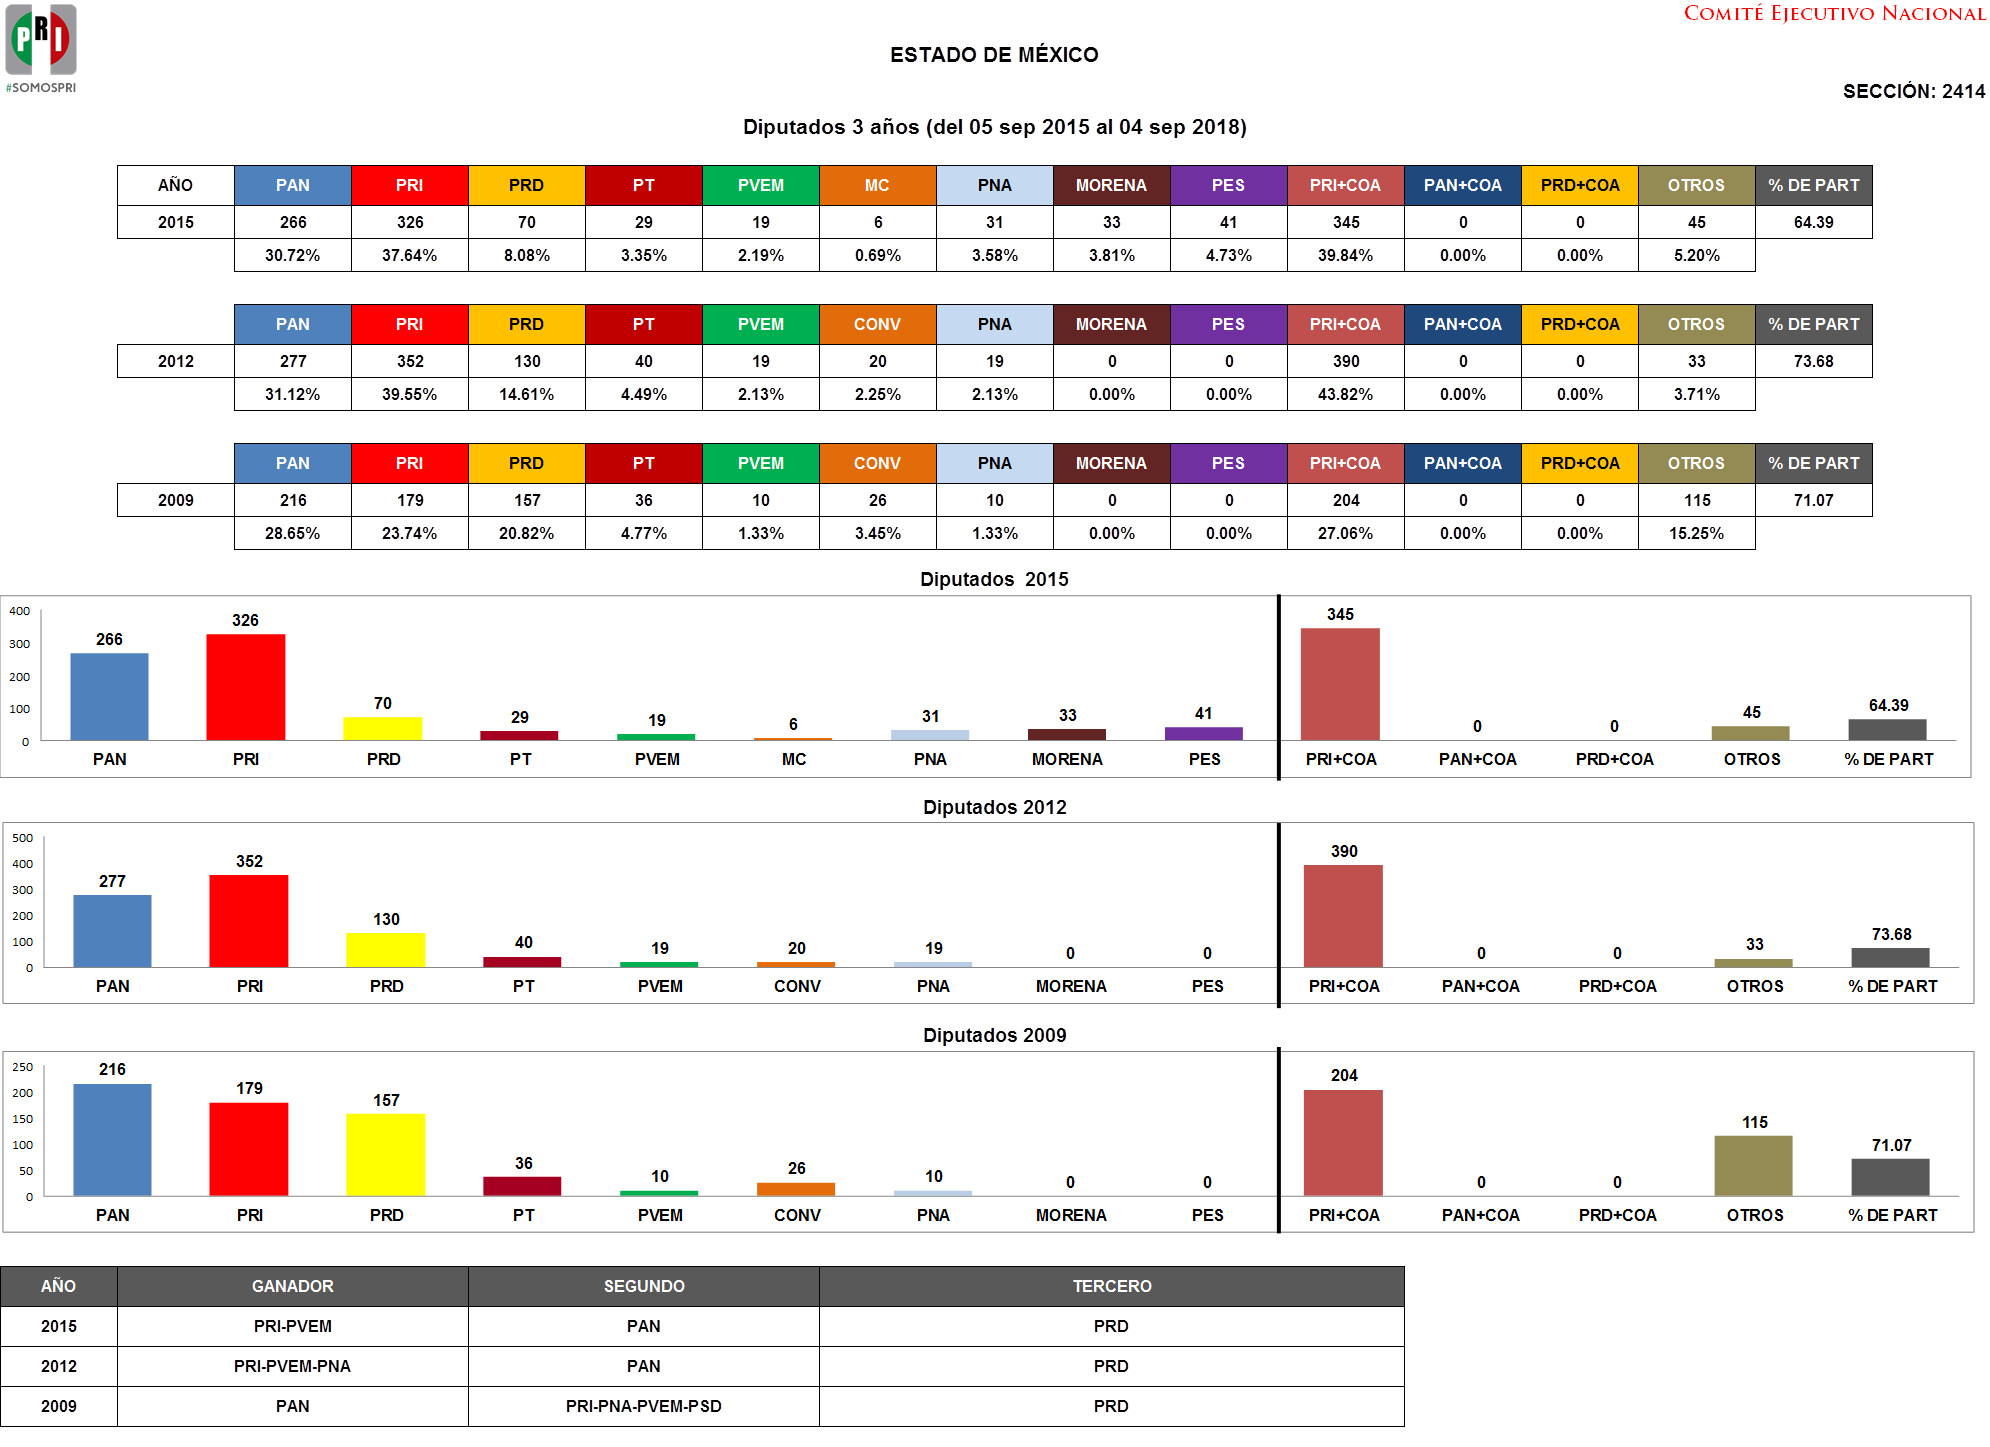 PRI
#SOMOSPRI
COMITÉ EJECUTIVO NACIONAL
ESTADO DE MÉXICO
SECCIÓN: 2414
Diputados 3 años (del 05 sep 2015 al 04 sep 2018)
AÑO PAN PRI PRD PT PVEM MC PNA MORENA PES PRI+COA PAN+COA PRD+COA OTROS % DE PART
2015 266 326 70 29 19 6 31 33 41 345 0 0 45 64.39
30.72% 37.64% 8.08% 3.35% 2.19% 0.69% 3.58% 3.81% 4.73% 39.84% 0.00% 0.00% 5.20%
PAN PRI PRD PT PVEM CONV PNA MORENA PES PRI+COA PAN+COA PRD+COA OTROS % DE PART
2012 277 352 130 40 19 20 19 0 0 390 0 0 33 73.68
31.12% 39.55% 14.61% 4.49% 2.13% 2.25% 2.13% 0.00% 0.00% 43.82% 0.00% 0.00% 3.71%
PAN PRI PRD PT PVEM CONV PNA MORENA PES PRI+COA PAN+COA PRD+COA OTROS % DE PART
2009 216 179 157 36 10 26 10 0 0 204 0 0 115 71.07
28.65% 23.74% 20.82% 4.77% 1.33% 3.45% 1.33% 0.00% 0.00% 27.06% 0.00% 0.00% 15.25%
Diputados 2015
400
300
200
100
0
266 326 70 29 19 6 31 33 41 345 0 0 45 64.39
PAN PRI PRD PT PVEM MC PNA MORENA PES PRI+COA PAN+COA PRD+COA OTROS % DE PART
Diputados 2012
500
400
300
200
100
0
277 352 130 40 19 20 19 0 0 390 0 0 33 73.68
PAN PRI PRD PT PVEM CONV PNA MORENA PES PRI+COA PAN+COA PRD+COA OTROS % DE PART
Diputados 2009
250
200
150
100
50
0
216 179 157 36 10 26 10 0 0 204 0 0 115 71.07
PAN PRI PRD PT PVEM CONV PNA MORENA PES PRI+COA PAN+COA PRD+COA OTROS % DE PART
AÑO GANADOR SEGUNDO TERCERO
2015 PRI-PVEM PAN PRD
2012 PRI-PVEM-PNA PAN PRD
2009 PAN PRI-PNA-PVEM-PSD PRD